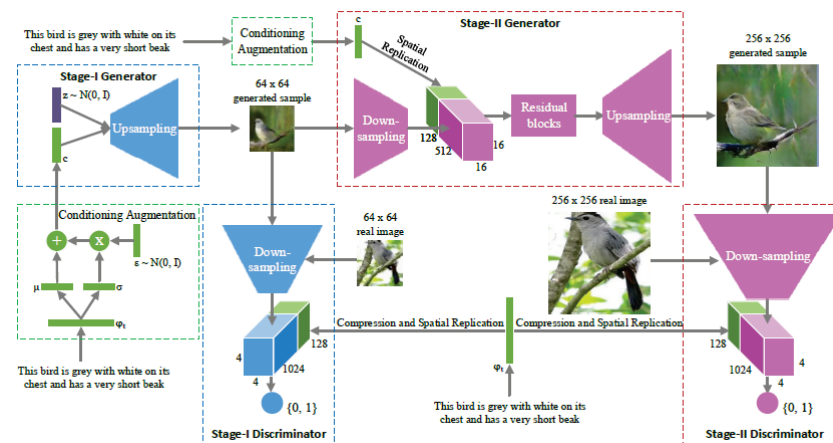 This bird is grey with white on its
chest and has a very short beak
Conditioning
Augmentation
c
Stage-II Generator
Spatial
Replication
256 x 256
generated sample
Stage-I Generator
z ~ N(0, I)
Upsampling
c
64 x 64
generated sample
Down-
sampling
128
512
16
16
Residual
blocks
Upsampling
Conditioning Augmentation
+
x
ε ~ N(0, I)
μ
σ
φt
This bird is grey with white on its
chest and has a very short beak
64 x 64
real image
Down-
sampling
256 x 256 real image
Down-sampling
Compression and Spatial Replication
Compression and Spatial Replication
128
1024
4
4
{0, 1}
Stage-I Discriminator
φt
This bird is grey with white on its
chest and has a very short beak
128
1024
4
4
{0, 1}
Stage-II Discriminator